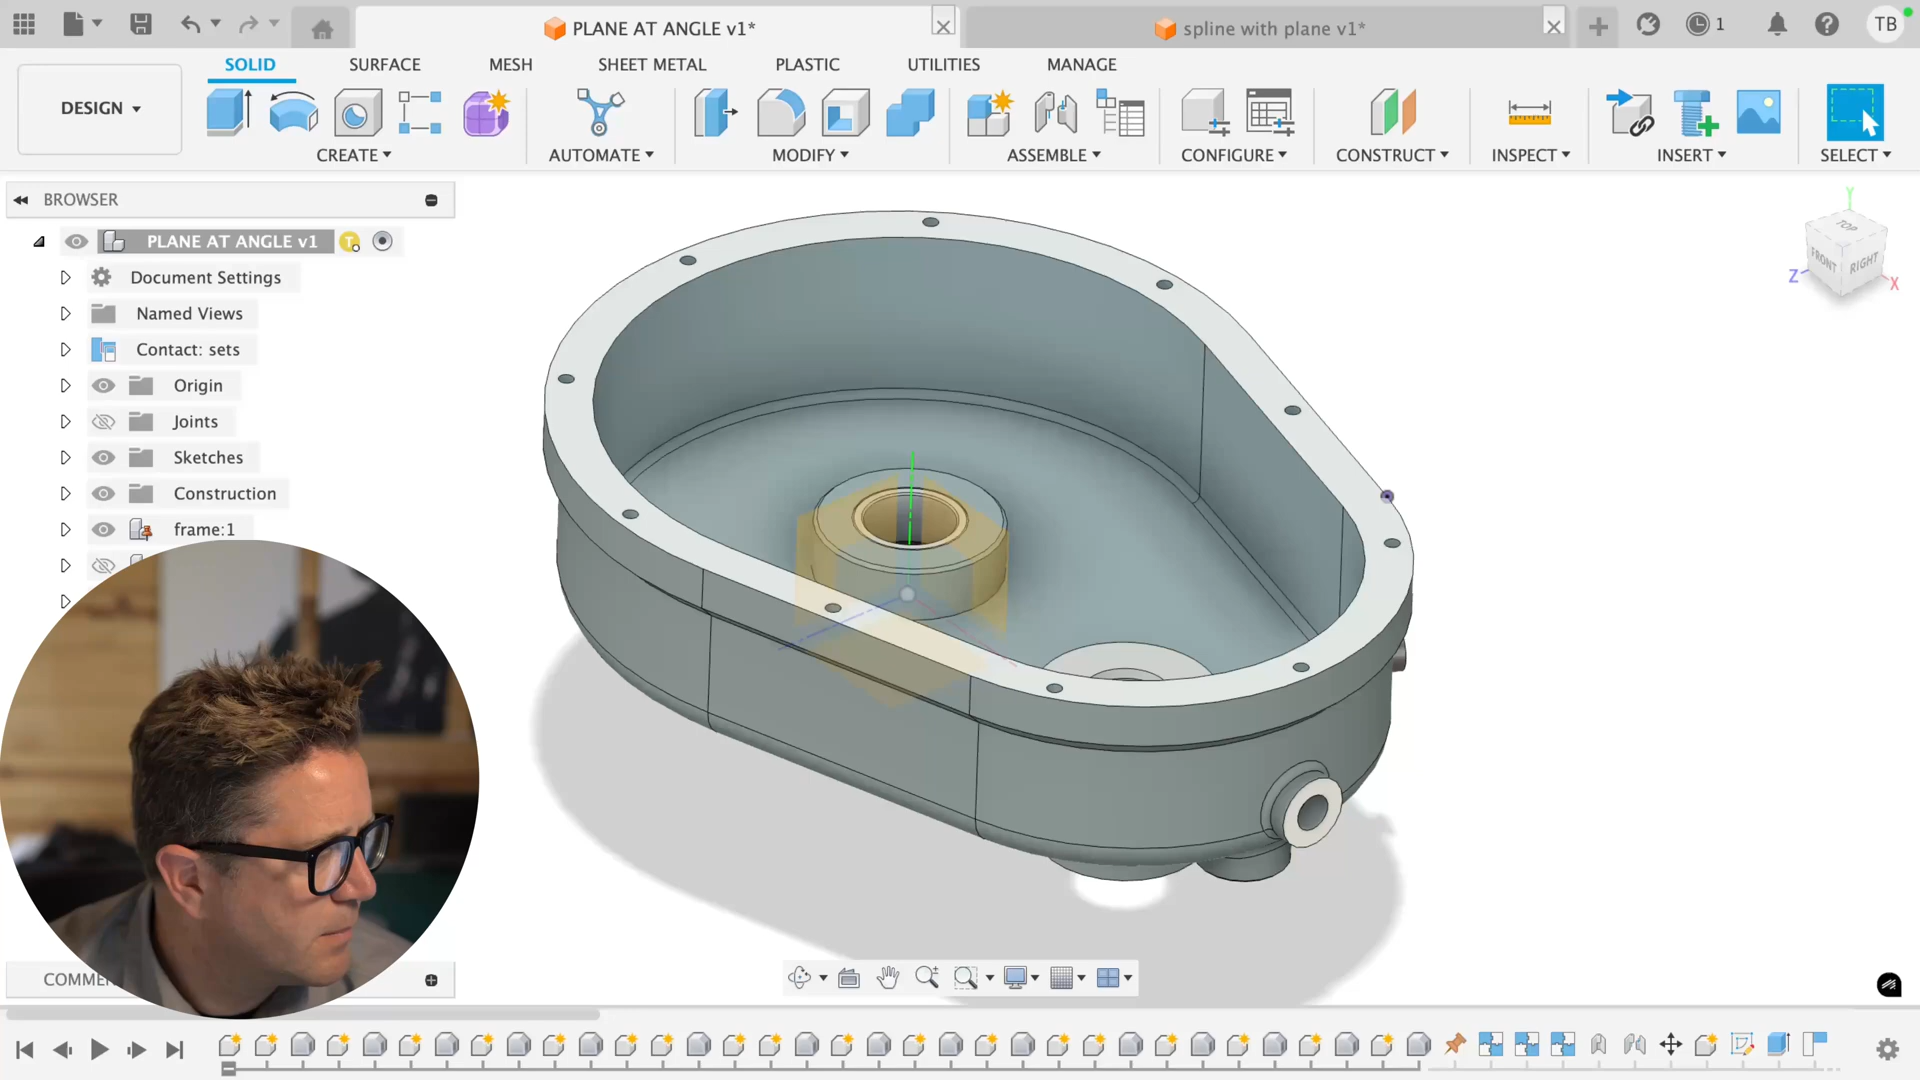 PLANE AT ANGLE v1*
spline with plane v1*
1
TB
DESIGN
SOLID
SURFACE
MESH
SHEET METAL
PLASTIC
UTILITIES
MANAGE
CREATE
AUTOMATE
MODIFY
ASSEMBLE
CONFIGURE
CONSTRUCT
INSPECT
INSERT
SELECT
BROWSER
PLANE AT ANGLE v1
T
Document Settings
Named Views
Contact: sets
Origin
Joints
Sketches
Construction
frame:1
Y
TOP
FRONT
RIGHT
Z
X